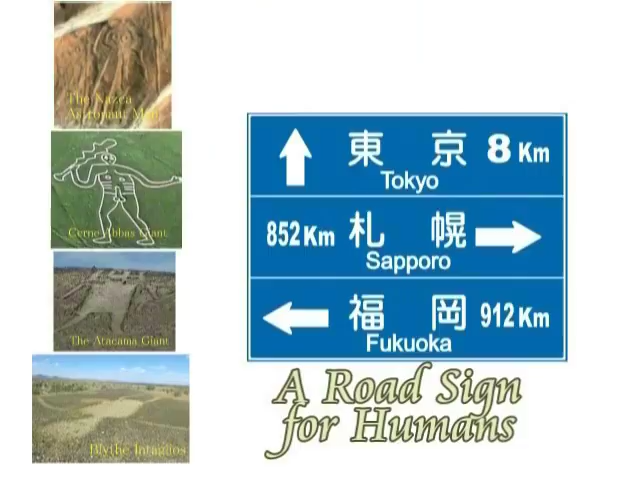 The Nazca
Astronaut Man
Cerne Abbas Giant
The Atacama Giant
Blythe Intaglios
東京 8 Km
Tokyo
852 Km 札幌
Sapporo
福岡 912 Km
Fukuoka
A Road Sign
for Humans